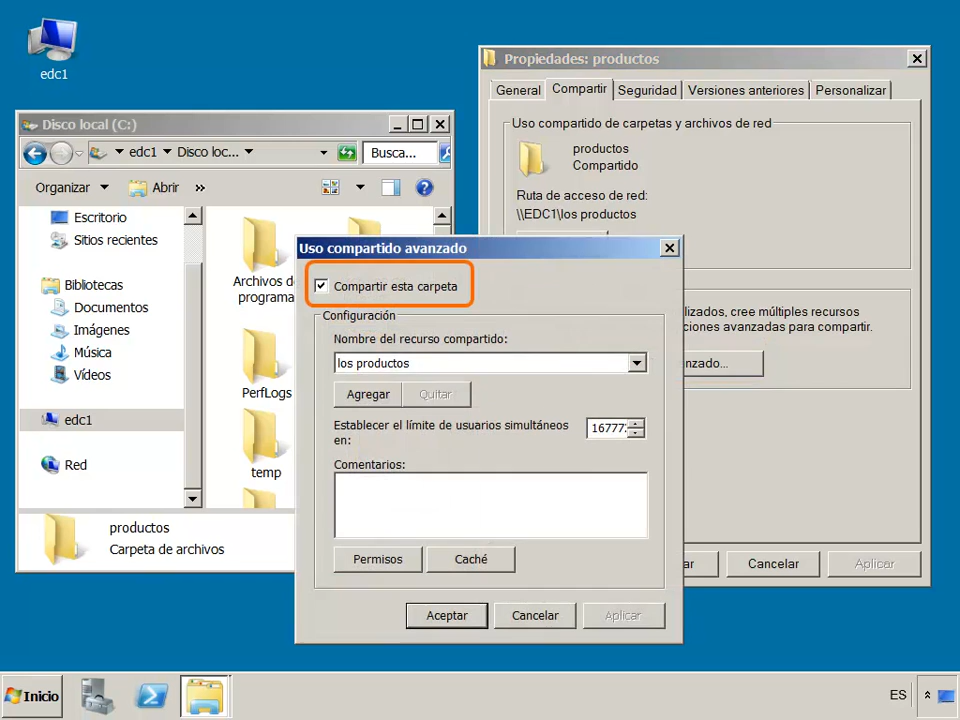 edc1
Disco local (C:)
edc1
Disco loc...
Busca...
Organizar
Abrir
»
Escritorio
Sitios recientes
Bibliotecas
Documentos
Imágenes
Música
Vídeos
edc1
Red
Archivos de
programa
PerfLogs
temp
productos
Carpeta de archivos
Propiedades: productos
General
Compartir
Seguridad
Versiones anteriores
Personalizar
Uso compartido de carpetas y archivos de red
productos
Compartido
Ruta de acceso de red:
\\EDC1\los productos
lizados, cree múltiples recursos
ciones avanzadas para compartir.
nzado...
ar
Cancelar
Aplicar
Uso compartido avanzado
Compartir esta carpeta
Configuración
Nombre del recurso compartido:
los productos
Agregar
Quitar
Establecer el límite de usuarios simultáneos
en:
16777
Comentarios:
Permisos
Caché
Aceptar
Cancelar
Aplicar
Inicio
ES